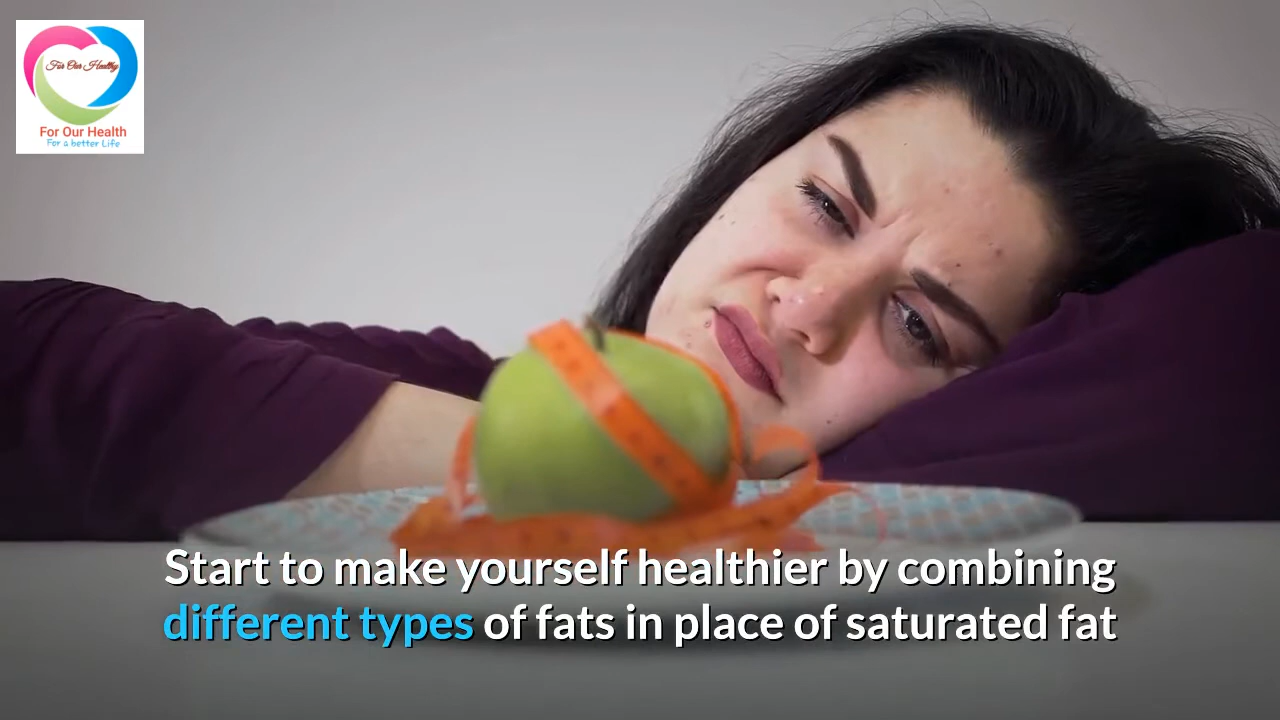 For Our Healthy
For Our Health
For a better Life
Start to make yourself healthier by combining
different types of fats in place of saturated fat